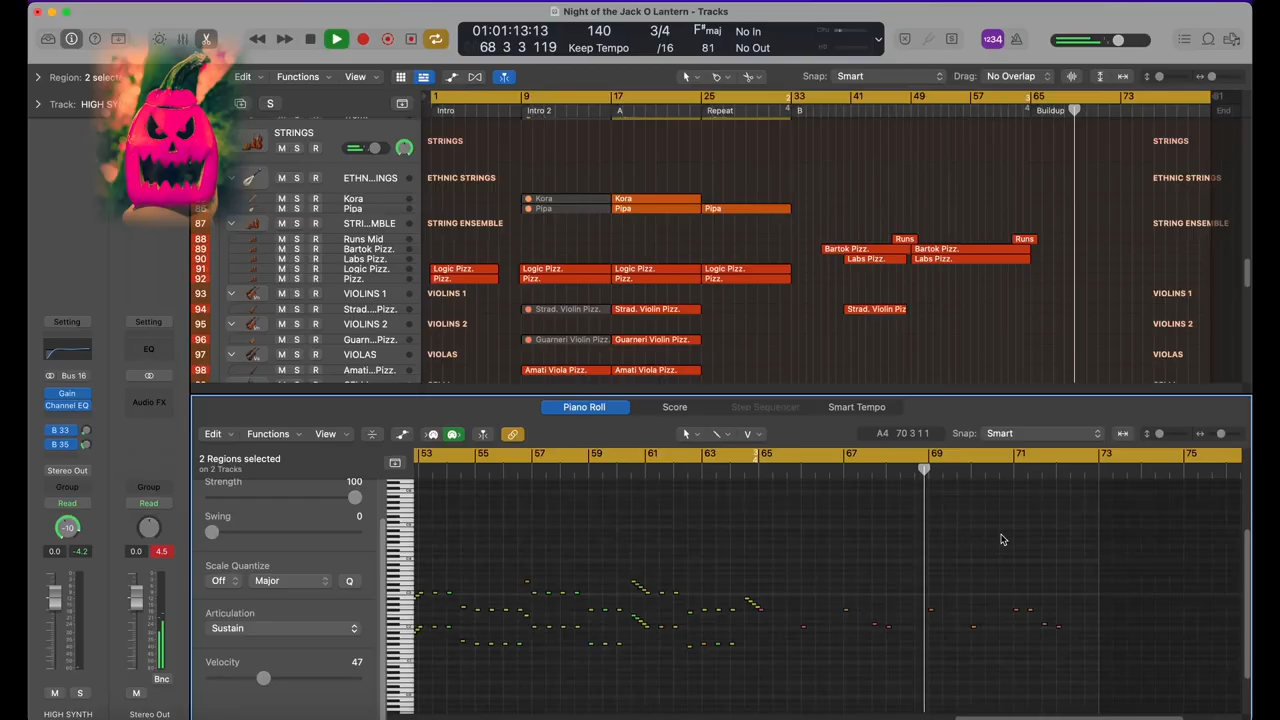 Night of the Jack O Lantern - Tracks
01:01:13:13
68 3 3 119
140
Keep Tempo
3/4
/16
F♯maj
81
No In
No Out
1234
Region: 2 selec
Edit
Functions
View
Snap:
Smart
Drag:
No Overlap
Track: HIGH SYN
S
1 9 17 25 33 41 49 57 65 73 81
Intro
Intro 2
A
Repeat
B
Buildup
End
STRINGS
M S R
STRINGS
STRINGS
ETHN...INGS
M S R
ETHNIC STRINGS
ETHNIC STRINGS
M S R
Kora
Kora
Kora
86
M S R
Pipa
Pipa
Pipa
Pipa
87
M S R
STRI...MBLE
STRING ENSEMBLE
STRING ENSEMBLE
88
M S R
Runs Mid
Runs
Runs
89
M S R
Bartok Pizz.
Bartok Pizz.
Bartok Pizz.
90
M S R
Labs Pizz.
Labs Pizz.
Labs Pizz.
91
M S R
Logic Pizz.
Logic Pizz.
Logic Pizz.
Logic Pizz.
Logic Pizz.
92
M S R
Pizz.
Pizz.
Pizz.
Pizz.
Pizz.
93
M S R
VIOLINS 1
VIOLINS 1
VIOLINS 1
94
M S R
Strad....Pizz.
Strad. Violin Pizz.
Strad. Violin Pizz.
Strad. Violin Piz
95
M S R
VIOLINS 2
VIOLINS 2
VIOLINS 2
96
M S R
Guarn...Pizz.
Guarneri Violin Pizz.
Guarneri Violin Pizz.
97
M S R
VIOLAS
VIOLAS
VIOLAS
98
M S R
Amati...Pizz.
Amati Viola Pizz.
Amati Viola Pizz.
Setting
Setting
EQ
Bus 16
Gain
Channel EQ
Audio FX
B 33
B 35
Stereo Out
Group
Group
Read
Read
-10
0.0
-4.2
0.0
4.5
Bnc
M S
M
HIGH SYNTH
Stereo Out
Piano Roll
Score
Step Sequencer
Smart Tempo
Edit
Functions
View
V
A4 70 3 1 1
Snap:
Smart
2 Regions selected
on 2 Tracks
53 55 57 59 61 63 65 67 69 71 73 75
Strength
100
Swing
0
Scale Quantize
Off
Major
Q
Articulation
Sustain
Velocity
47